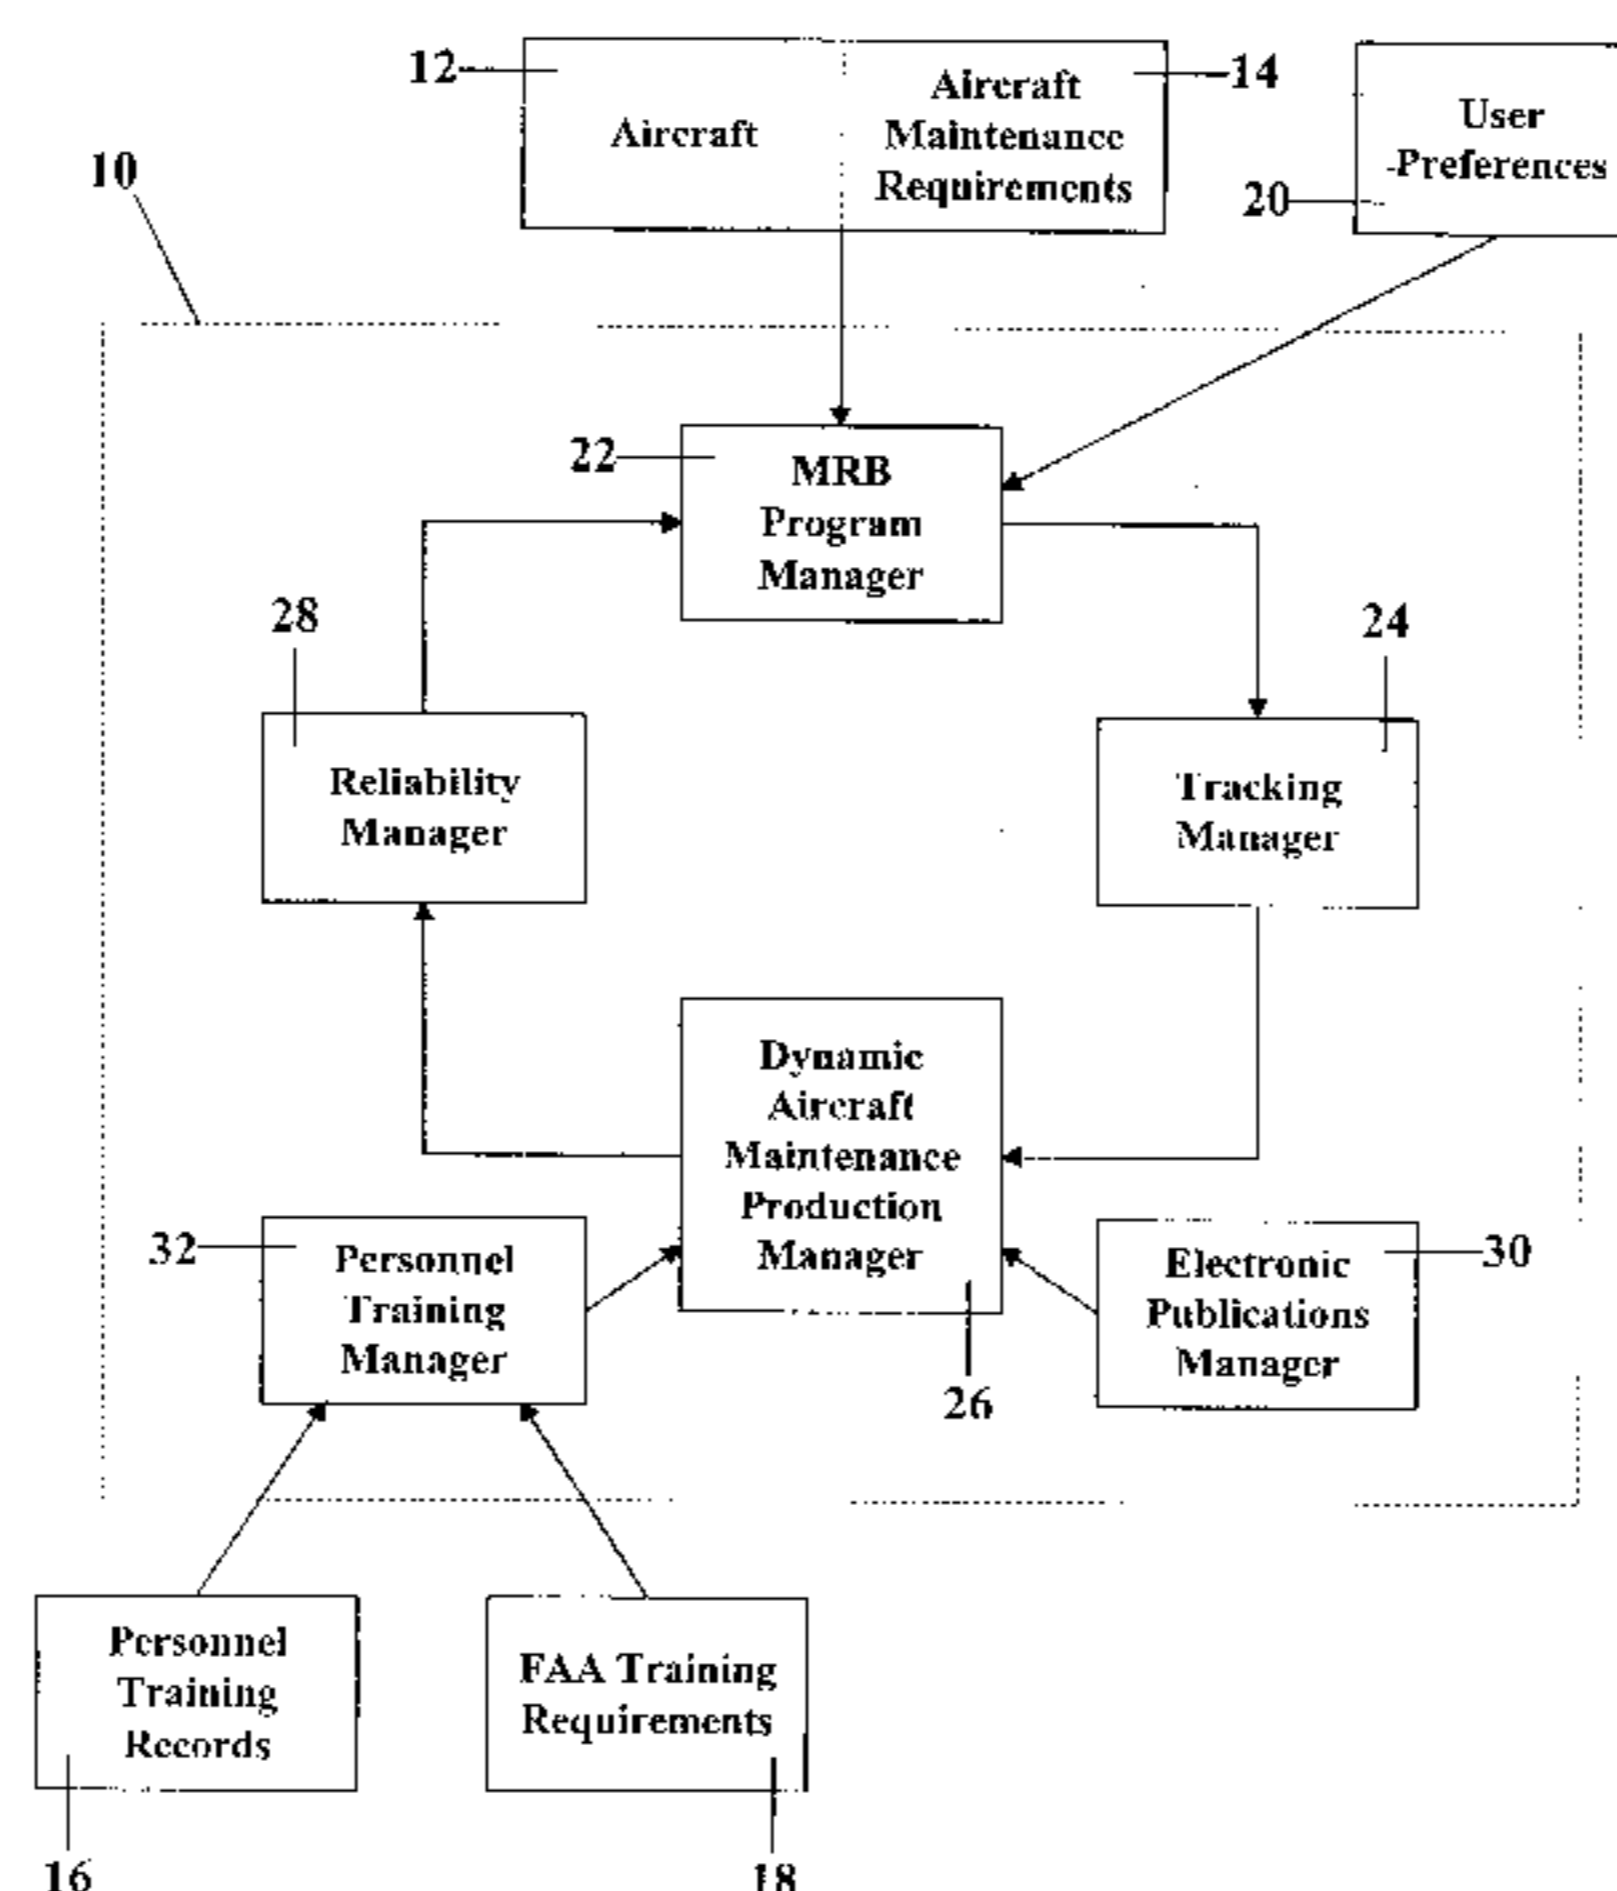 12
Aircraft
Aircraft
Maintenance
Requirements
14
User
Preferences
20
10
22
MRB
Program
Manager
28
Reliability
Manager
24
Tracking
Manager
Dynamic
Aircraft
Maintenance
Production
Manager
26
32
Personnel
Training
Manager
Electronic
Publications
Manager
30
Personnel
Training
Records
16
FAA Training
Requirements
18